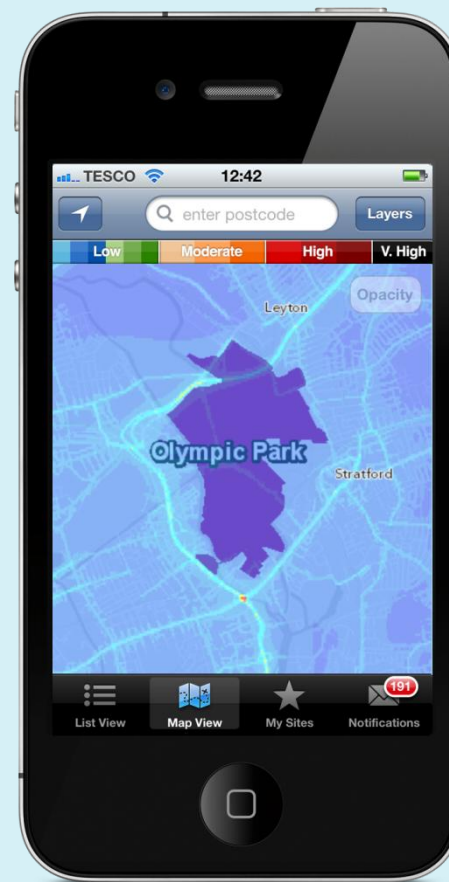 TESCO 12:42
enter postcode Layers
Low Moderate High V. High
Opacity
Leyton
Olympic Park
Stratford
191
List View Map View My Sites Notifications